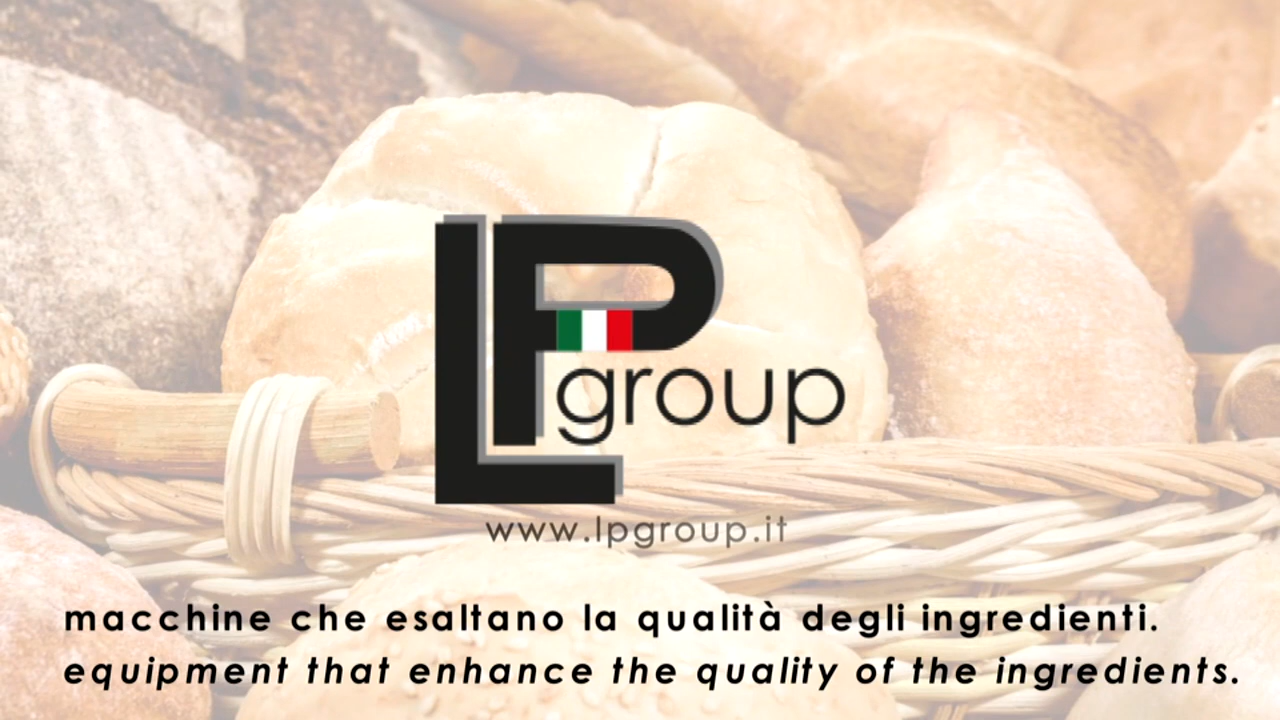 LP
group
www.lpgroup.it
macchine che esaltano la qualità degli ingredienti.
equipment that enhance the quality of the ingredients.